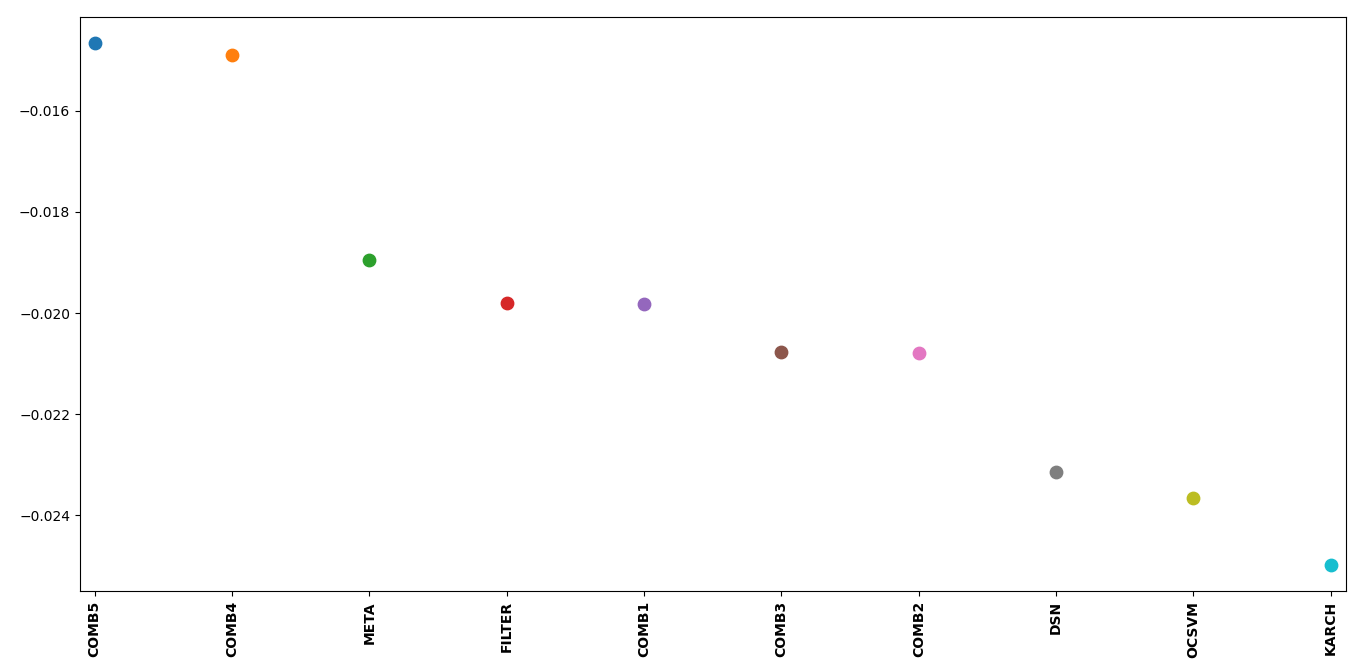 −0.016
−0.018
−0.020
−0.022
−0.024
COMB5
COMB4
META
FILTER
COMB1
COMB3
COMB2
DSN
OCSVM
KARCH